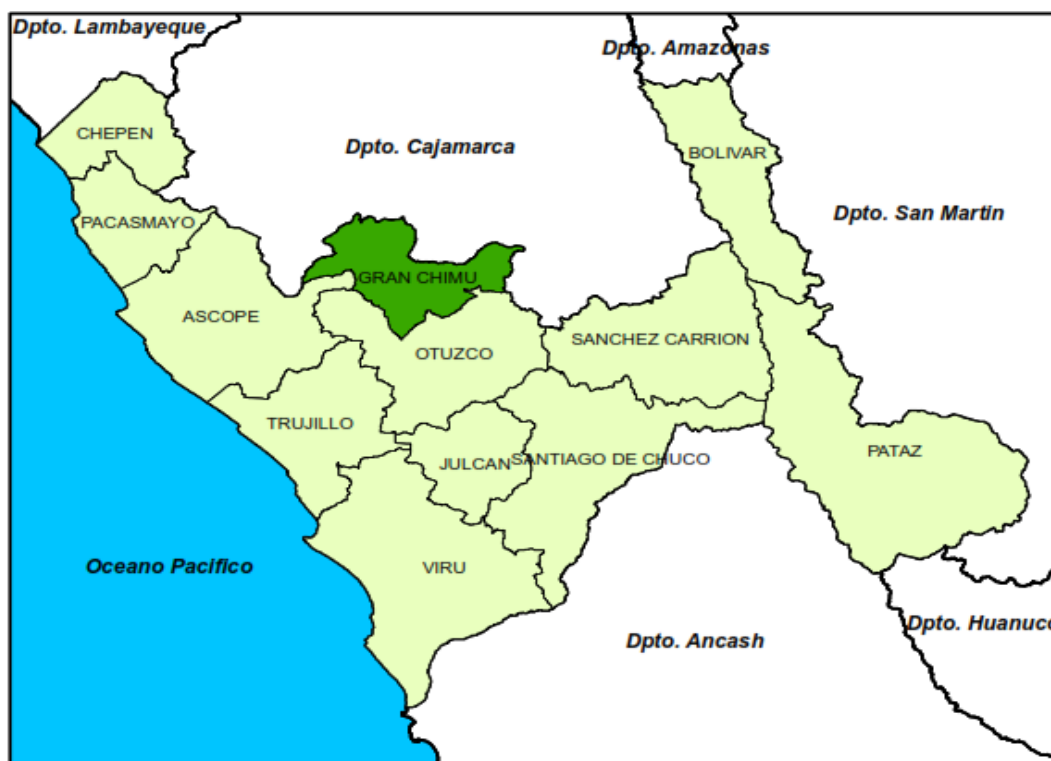 Dpto. Lambayeque
Dpto. Amazonas
CHEPEN
Dpto. Cajamarca
BOLIVAR
PACASMAYO
Dpto. San Martin
GRAN CHIMU
ASCOPE
SANCHEZ CARRION
OTUZCO
TRUJILLO
JULCAN
SANTIAGO DE CHUCO
PATAZ
Oceano Pacifico
VIRU
Dpto. Huanuco
Dpto. Ancash